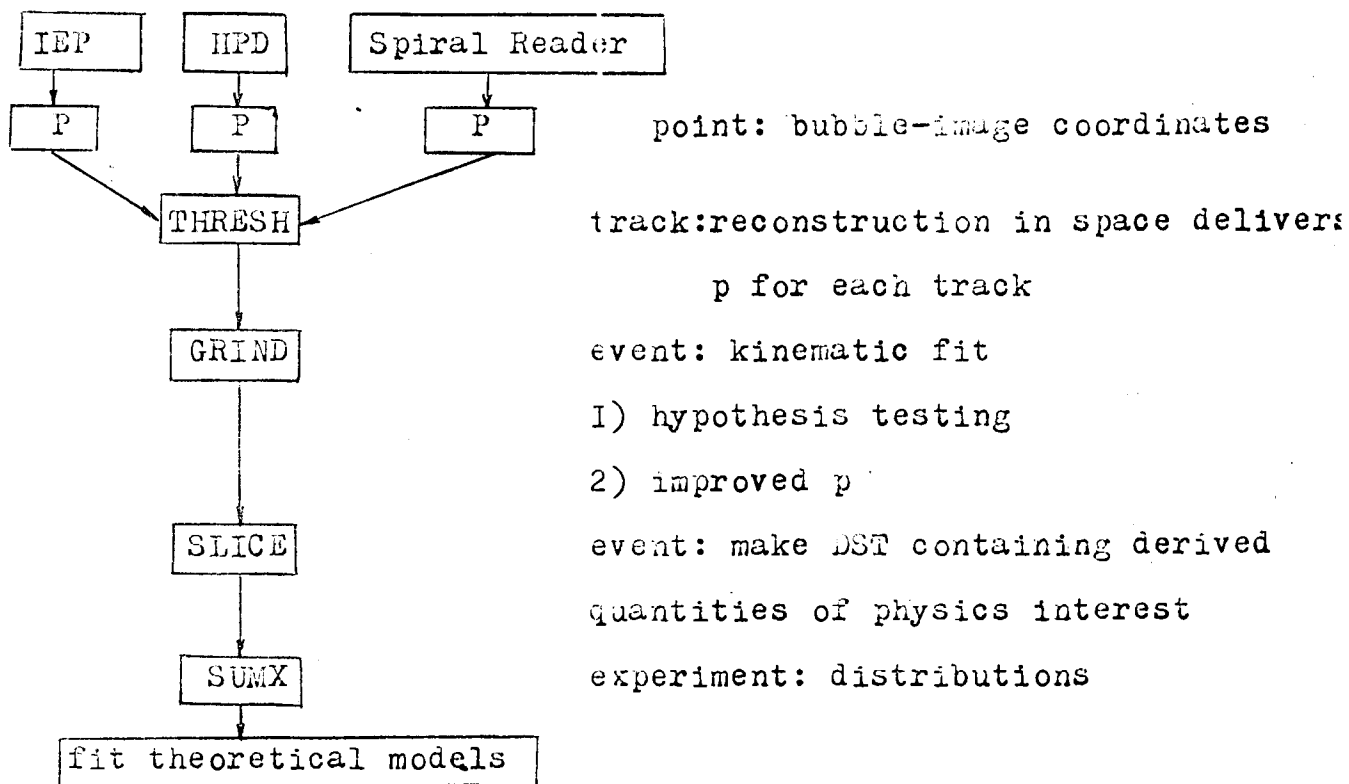 IEP HPD Spiral Reader
P P P point: bubble-image coordinates
THRESH track:reconstruction in space delivers
p for each track
GRIND event: kinematic fit
I) hypothesis testing
2) improved p
SLICE event: make DST containing derived
quantities of physics interest
SUMX experiment: distributions
fit theoretical models